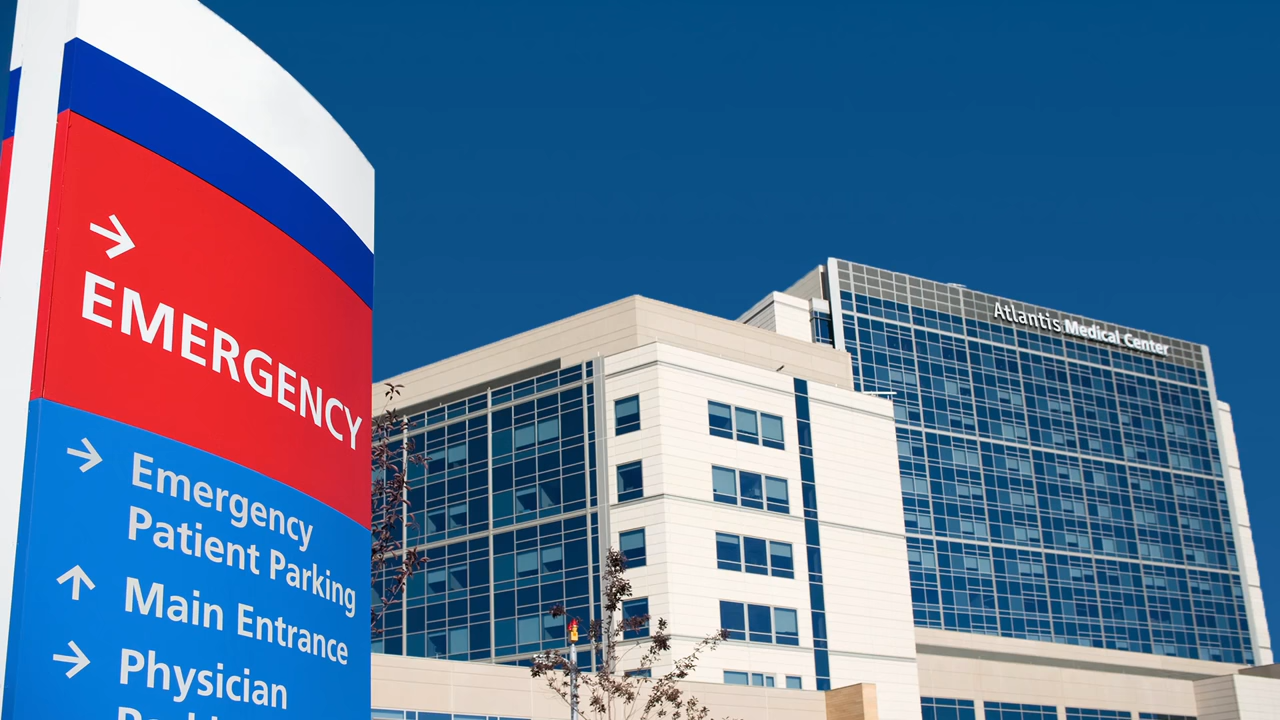 →
EMERGENCY
→ Emergency
Patient Parking
↑ Main Entrance
→ Physician
Atlantis Medical Center